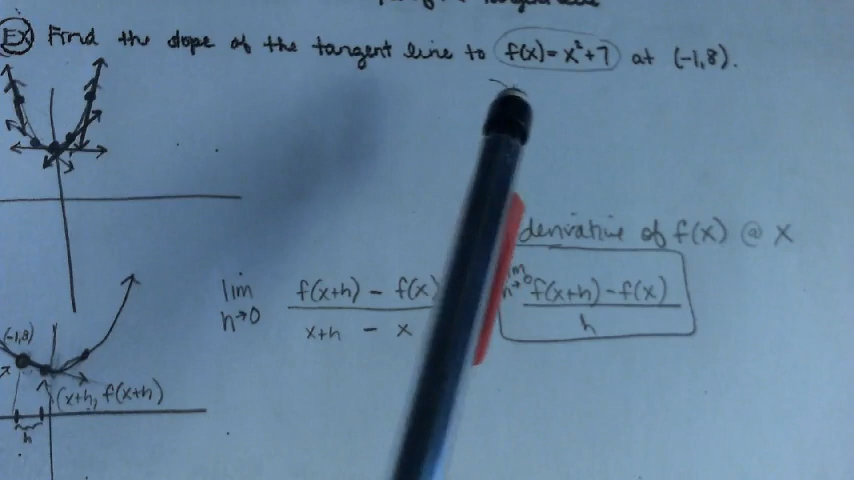 Ex Find the slope of the tangent line to f(x)=x²+7 at (-1,8).
derivative of f(x) @ x
lim h→0 f(x+h) - f(x) / x+h - x
lim h→0 f(x+h) - f(x) / h
(-1,8)
(x+h, f(x+h)
h